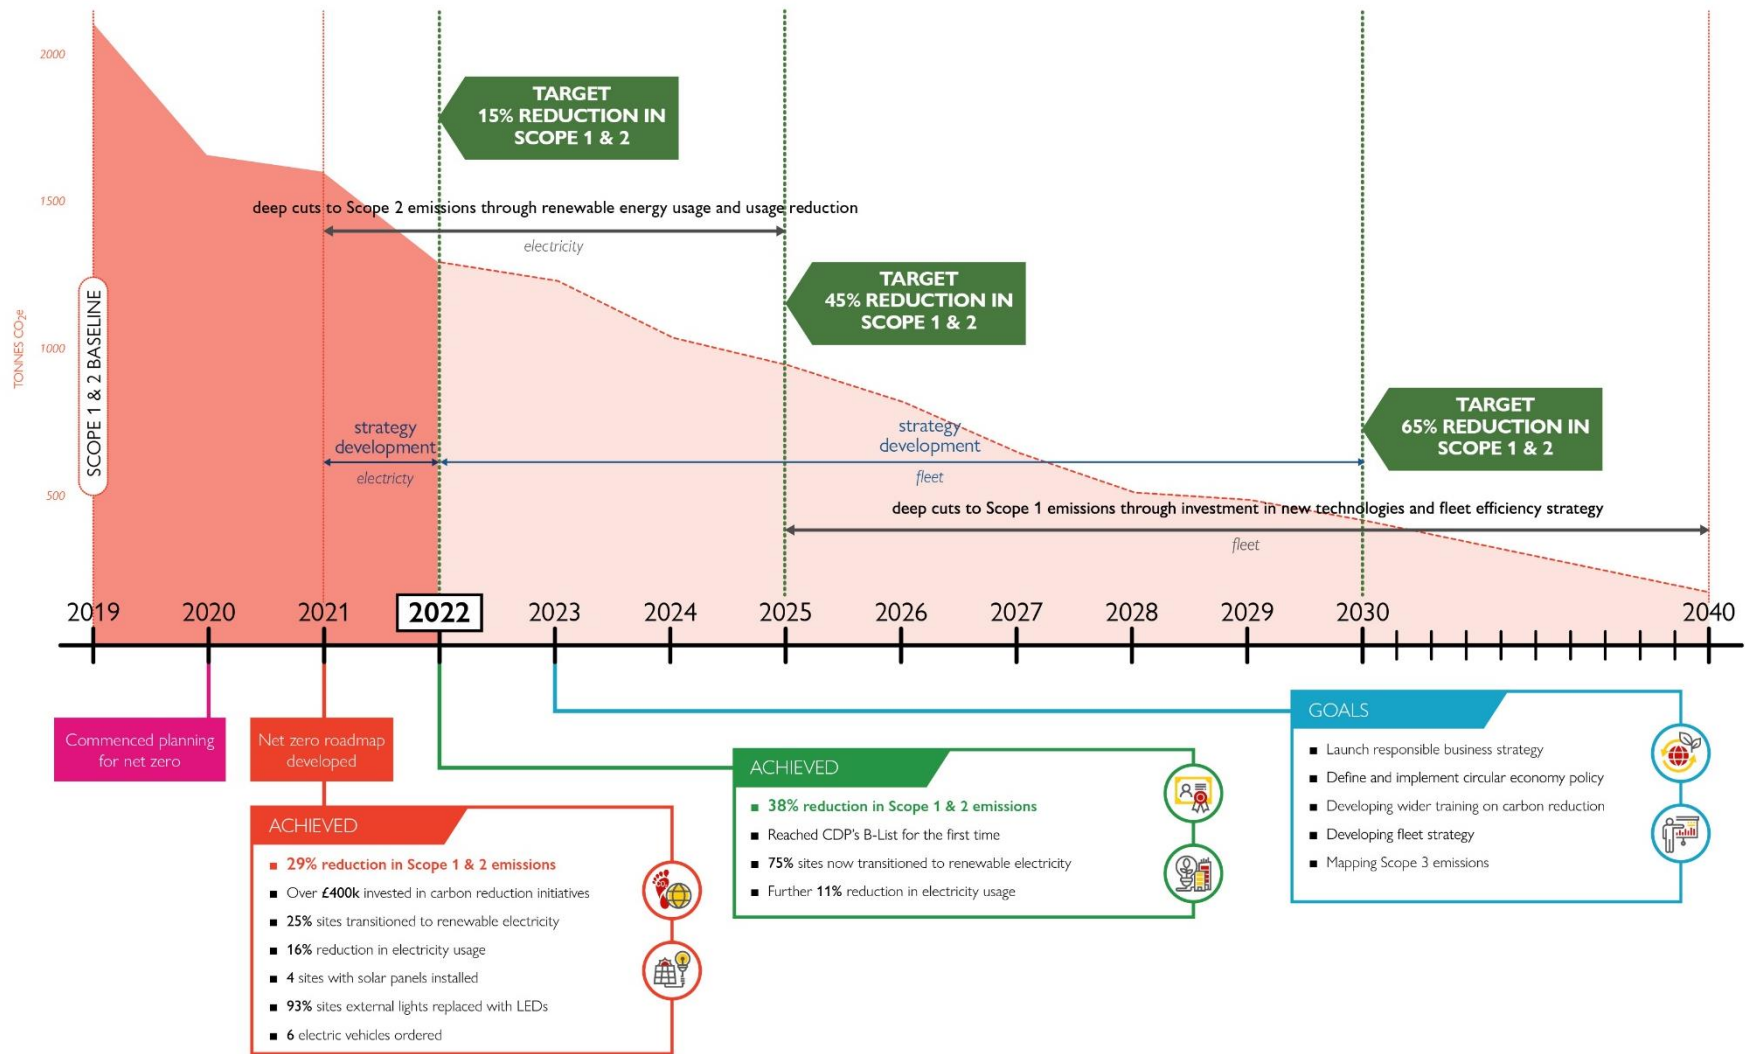 2000
1500
1000
500
TONNES CO2e
SCOPE 1 & 2 BASELINE
TARGET
15% REDUCTION IN
SCOPE 1 & 2
deep cuts to Scope 2 emissions through renewable energy usage and usage reduction
electricity
TARGET
45% REDUCTION IN
SCOPE 1 & 2
strategy
development
electricty
strategy
development
fleet
TARGET
65% REDUCTION IN
SCOPE 1 & 2
deep cuts to Scope 1 emissions through investment in new technologies and fleet efficiency strategy
fleet
2019 2020 2021 2022 2023 2024 2025 2026 2027 2028 2029 2030 2040
Commenced planning
for net zero
Net zero roadmap
developed
ACHIEVED
■ 29% reduction in Scope 1 & 2 emissions
■ Over £400k invested in carbon reduction initiatives
■ 25% sites transitioned to renewable electricity
■ 16% reduction in electricity usage
■ 4 sites with solar panels installed
■ 93% sites external lights replaced with LEDs
■ 6 electric vehicles ordered
ACHIEVED
■ 38% reduction in Scope 1 & 2 emissions
■ Reached CDP's B-List for the first time
■ 75% sites now transitioned to renewable electricity
■ Further 11% reduction in electricity usage
GOALS
■ Launch responsible business strategy
■ Define and implement circular economy policy
■ Developing wider training on carbon reduction
■ Developing fleet strategy
■ Mapping Scope 3 emissions